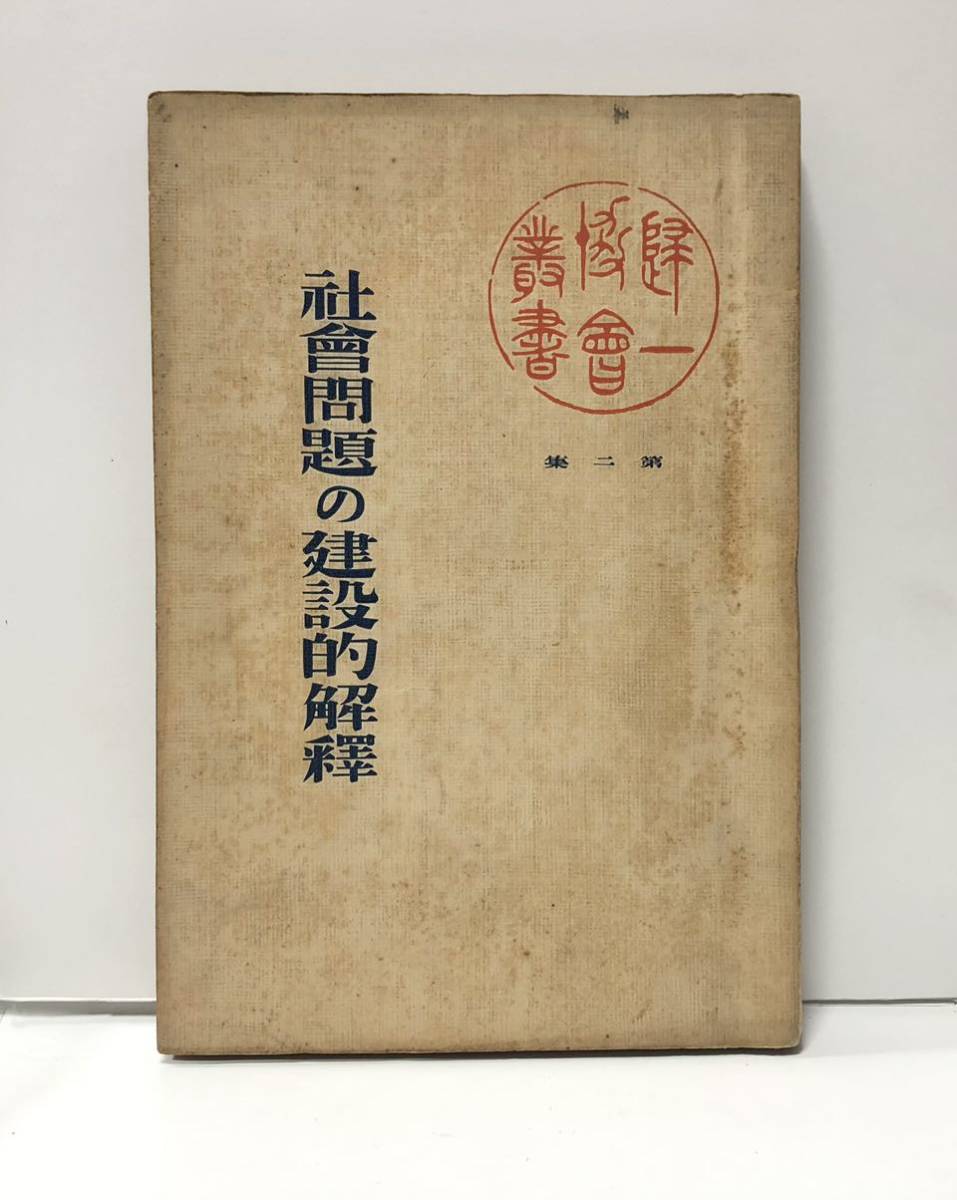 歸一
協會
叢書
第二集
社會問題の建設的解釋